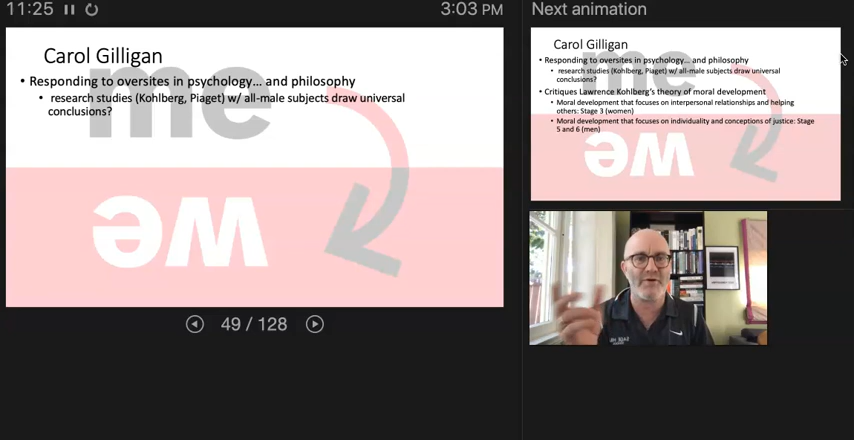 11:25
3:03 PM
Next animation
Carol Gilligan
• Responding to oversites in psychology… and philosophy
• research studies (Kohlberg, Piaget) w/ all-male subjects draw universal
conclusions?
me
we
49 / 128
Carol Gilligan
• Responding to oversites in psychology… and philosophy
• research studies (Kohlberg, Piaget) w/ all-male subjects draw universal
conclusions?
• Critiques Lawrence Kohlberg's theory of moral development
• Moral development that focuses on interpersonal relationships and helping
others: Stage 3 (women)
• Moral development that focuses on individuality and conceptions of justice: Stage
5 and 6 (men)
me
we